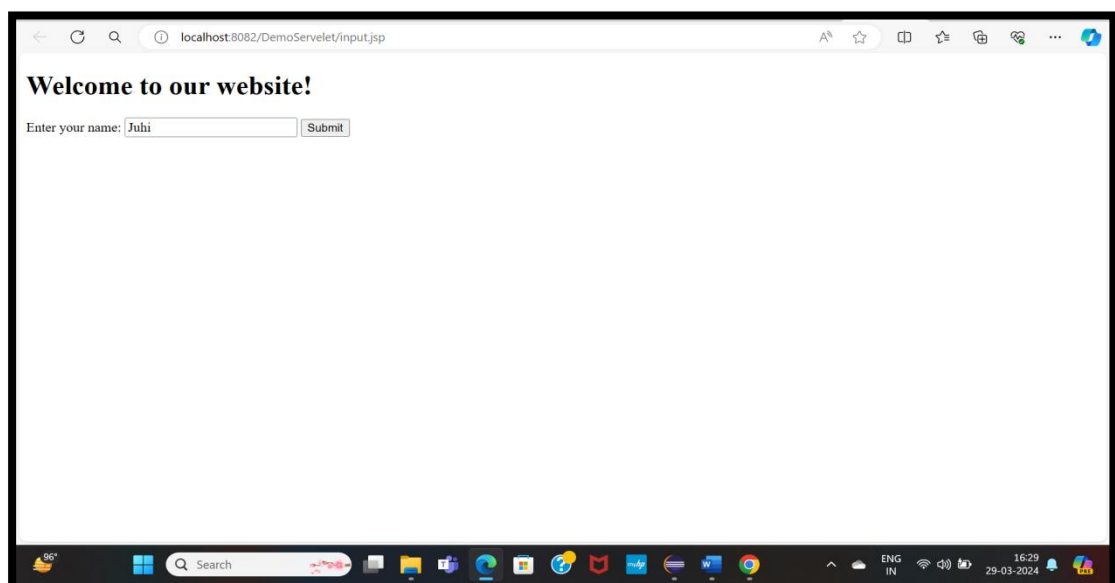 localhost:8082/DemoServelet/input.jsp
Welcome to our website!
Enter your name: Juhi Submit
96°
Search
ENG
IN
16:29
29-03-2024
PRE